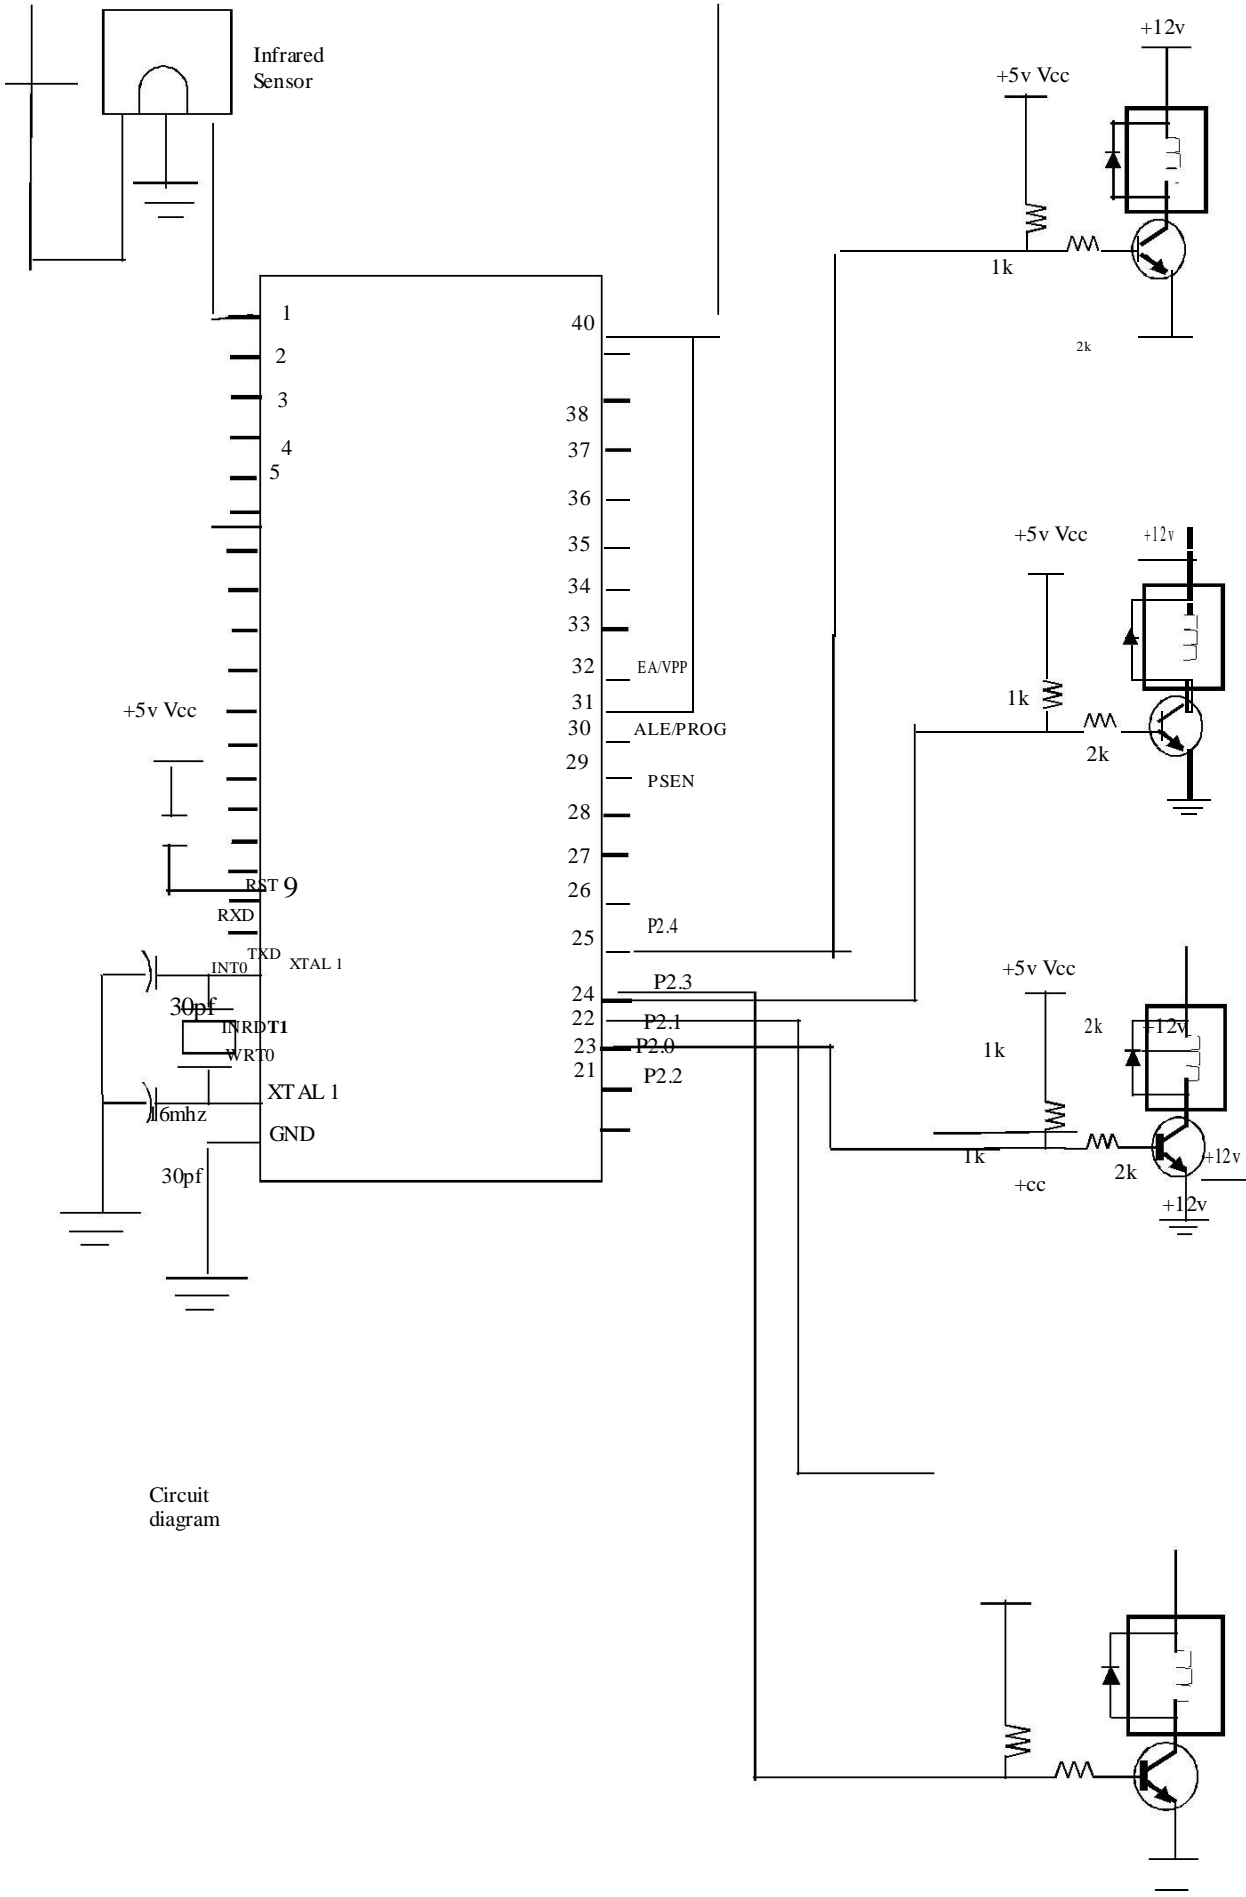 +12v
Infrared
Sensor
+5v Vcc
1k
1
40
2
2k
3
38
4
37
5
36
+5v Vcc
+12v
35
34
33
32
EA/VPP
31
1k
+5v Vcc
30
ALE/PROG
2k
29
PSEN
28
27
RST 9
26
RXD
P2.4
25
TXD
XTAL 1
INT0
+5v Vcc
P2.3
24
30pf
22
P2.1
2k
+12v
INRDT1
23
P2.0
1k
WRT0
21
P2.2
XTAL 1
16mhz
GND
1k
+12v
30pf
+cc
2k
+12v
Circuit
diagram